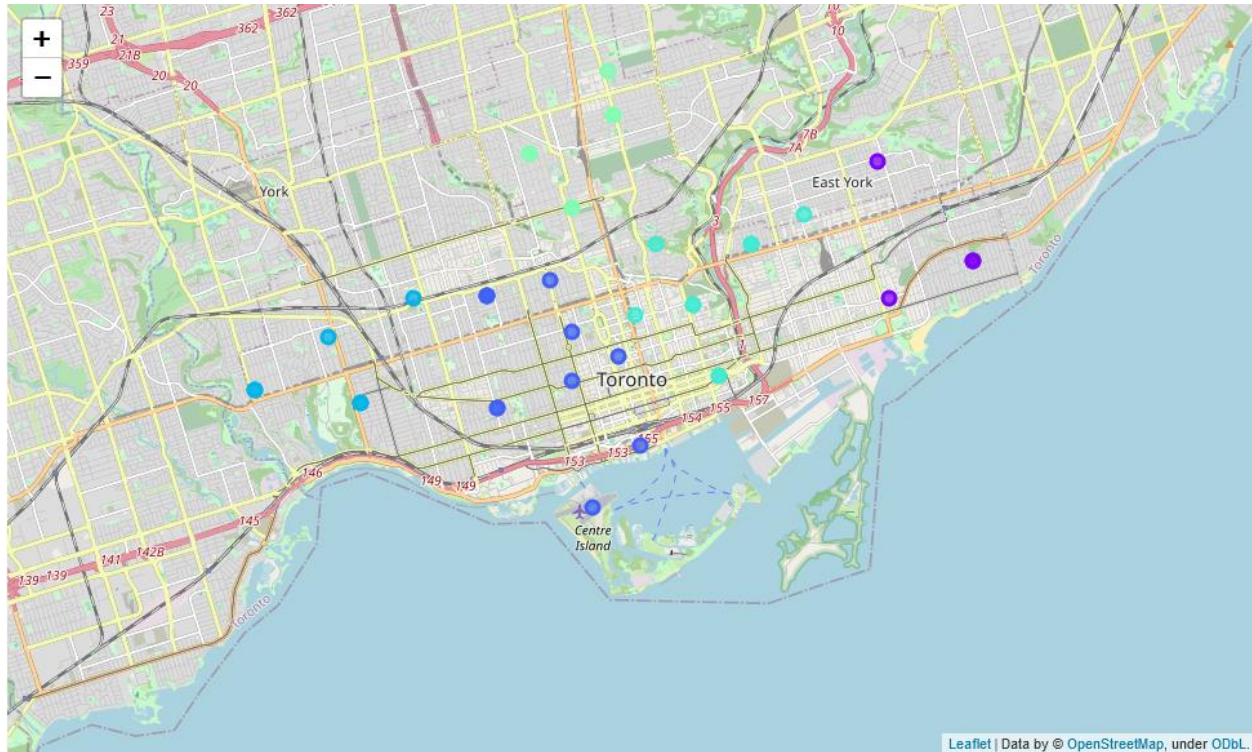 +
−
23
362
362
21
21B
359
20
20
10
10
7B
7A
York
East York
3
Toronto
1
Toronto
157
155
154
155
153
153
149
149
146
145
Centre
Island
142B
141
139
139
Toronto
Leaflet | Data by © OpenStreetMap, under ODbL.